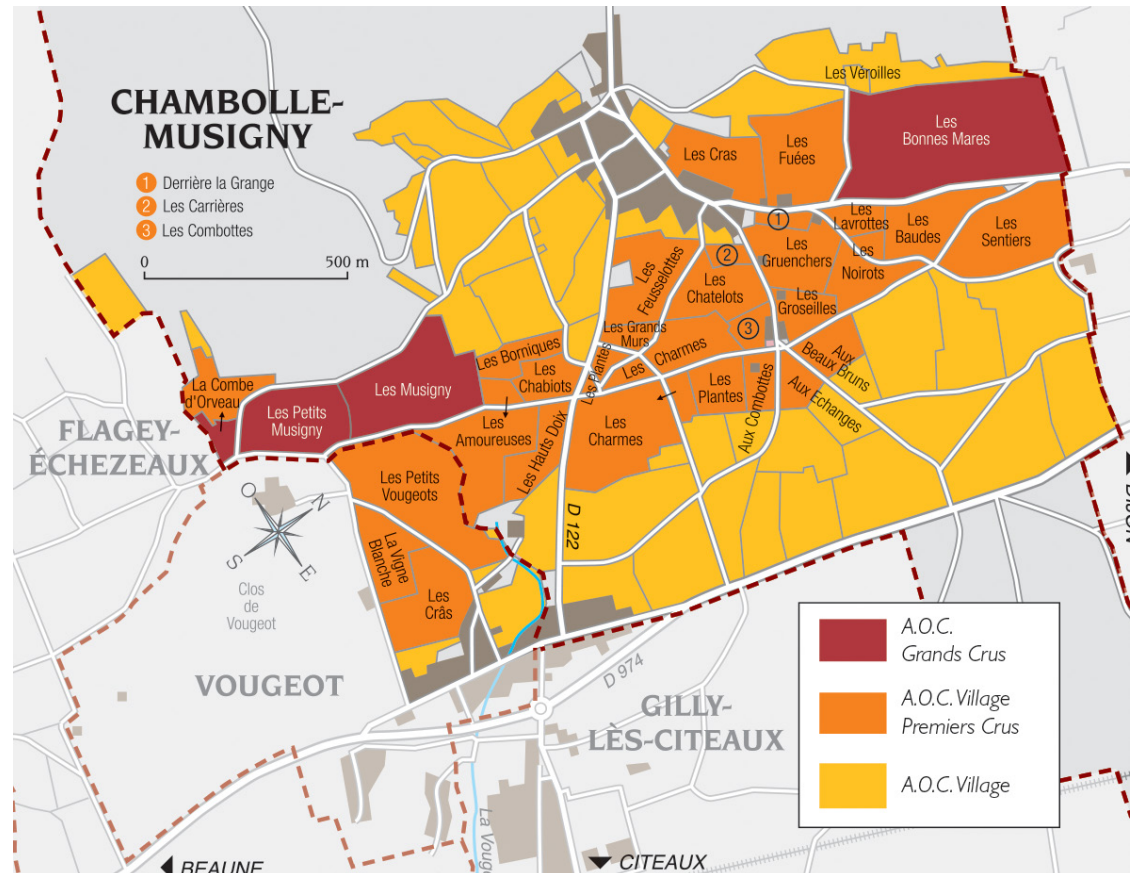 CHAMBOLLE-
MUSIGNY
1 Derrière la Grange
2 Les Carrières
3 Les Combottes
0 500 m
Les Véroilles
Les
Bonnes Mares
Les Cras
Les
Fuées
1
Les
Lavrottes
Les
Baudes
Les
Sentiers
Les
Gruenchers
Les
Noirots
2
Les
Feusselottes
Les
Chatelots
Les
Groseilles
3
Les Grands
Murs
Les Charmes
Aux
Beaux Bruns
Les Borniques
Les
Chabiots
Les Plantes
Les
Plantes
Aux Echanges
Aux Combottes
Les Musigny
La Combe
d'Orveau
Les Petits
Musigny
Les
Amoureuses
Les Hauts Doix
Les
Charmes
FLAGEY-
ÉCHEZEAUX
Les Petits
Vougeots
La Vigne
Blanche
Les
Crâs
D 122
DIJON
O
N
S
E
Clos
de
Vougeot
VOUGEOT
D 974
GILLY-
LÈS-CITEAUX
La Vouge
BEAUNE
CITEAUX
A.O.C.
Grands Crus
A.O.C. Village
Premiers Crus
A.O.C. Village